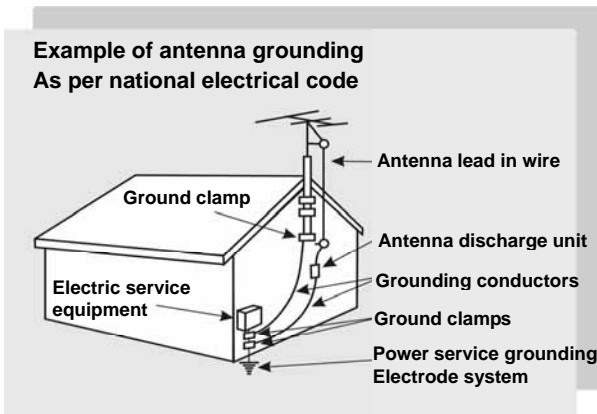 Example of antenna grounding
As per national electrical code
Antenna lead in wire
Ground clamp
Antenna discharge unit
Electric service
equipment
Grounding conductors
Ground clamps
Power service grounding
Electrode system